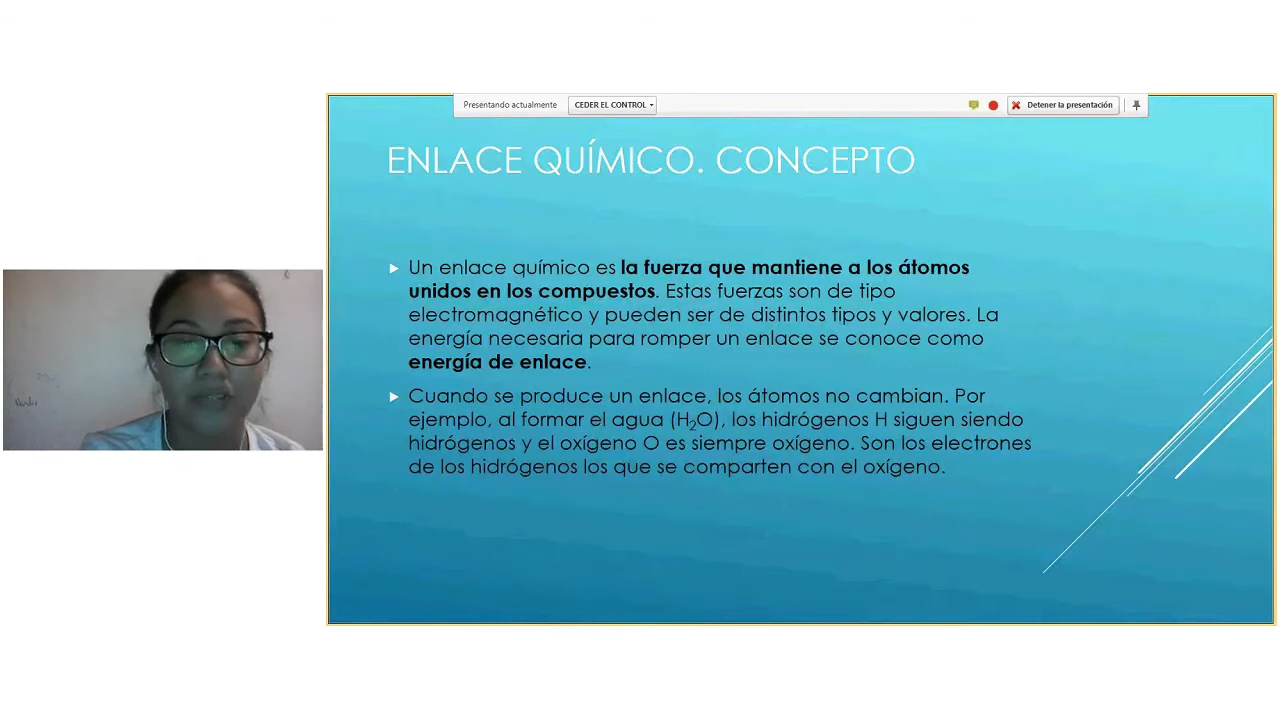 Presentando actualmente CEDER EL CONTROL Detener la presentación
ENLACE QUÍMICO. CONCEPTO
Un enlace químico es la fuerza que mantiene a los átomos
unidos en los compuestos. Estas fuerzas son de tipo
electromagnético y pueden ser de distintos tipos y valores. La
energía necesaria para romper un enlace se conoce como
energía de enlace.
Cuando se produce un enlace, los átomos no cambian. Por
ejemplo, al formar el agua (H₂O), los hidrógenos H siguen siendo
hidrógenos y el oxígeno O es siempre oxígeno. Son los electrones
de los hidrógenos los que se comparten con el oxígeno.